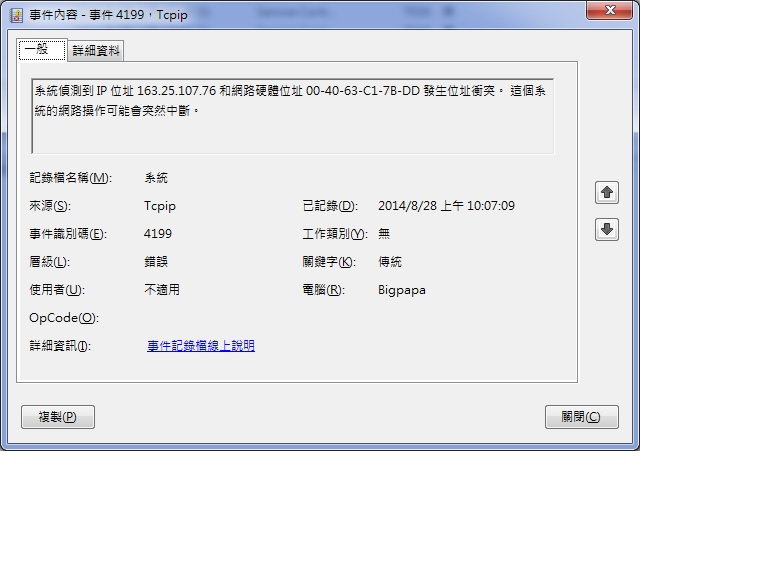 事件內容 - 事件 4199，Tcpip
一般 詳細資料
系統偵測到 IP 位址 163.25.107.76 和網路硬體位址 00-40-63-C1-7B-DD 發生位址衝突。 這個系
統的網路操作可能會突然中斷。
記錄檔名稱(M): 系統
來源(S): Tcpip 已記錄(D): 2014/8/28 上午 10:07:09
事件識別碼(E): 4199 工作類別(Y): 無
層級(L): 錯誤 關鍵字(K): 傳統
使用者(U): 不適用 電腦(R): Bigpapa
OpCode(O):
詳細資訊(I): 事件記錄檔線上說明
複製(P) 關閉(C)